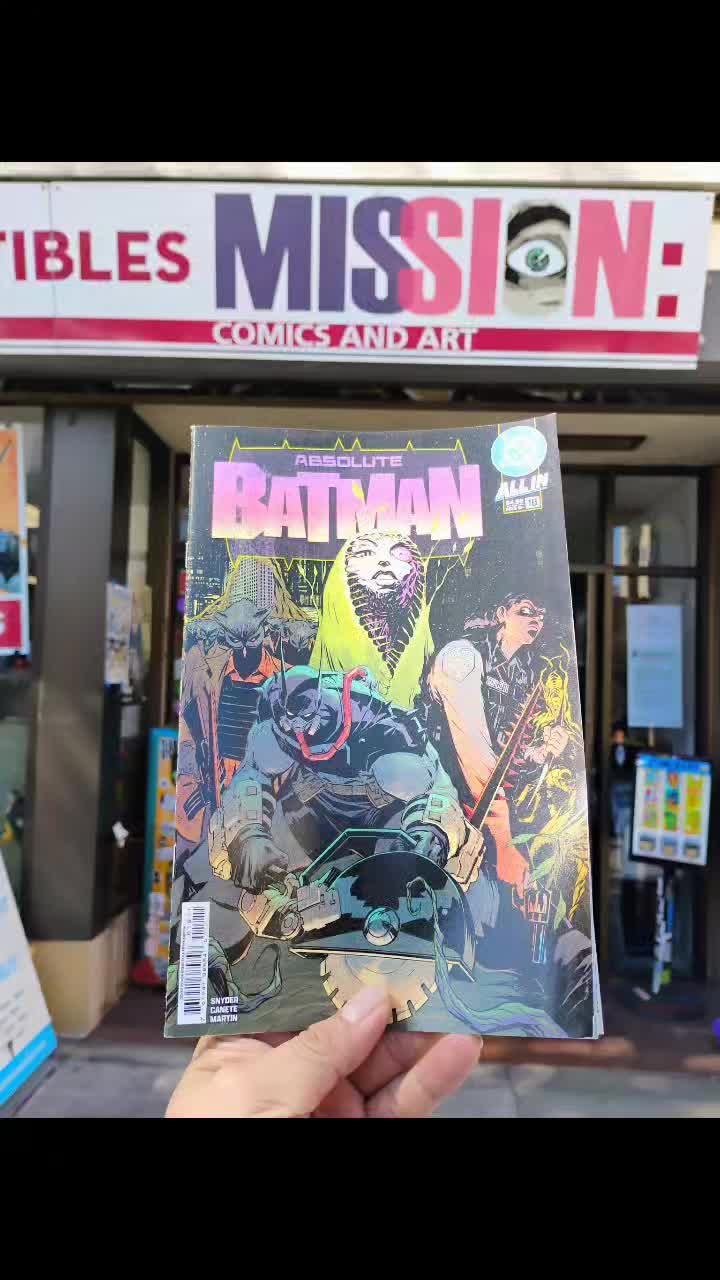 TIBLES MISSION:
COMICS AND ART
ABSOLUTE
BATMAN
ALL IN
SNYDER
CANETE
MARTIN